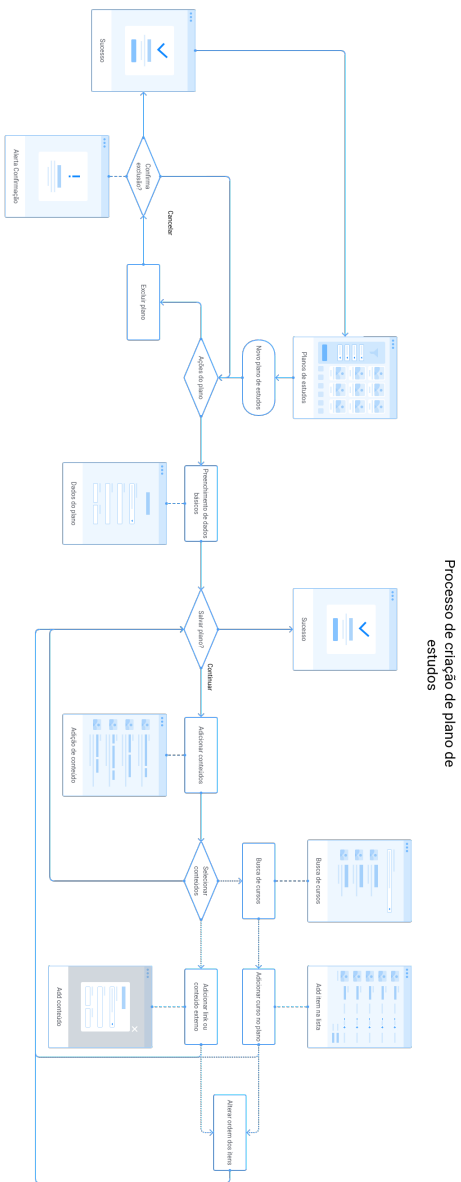 Processo de criação de plano de
estudos
Planos de estudos
Novo plano de estudos
Ações do plano
Excluir plano
Cancelar
Confirma
exclusão?
Alerta Confirmação
Sucesso
Preenchimento de dados
básicos
Dados do plano
Salvar plano?
Sucesso
Continuar
Adicionar conteúdos
Adição de conteúdo
Selecionar
conteúdos
Busca de cursos
Busca de cursos
Adicionar curso no plano
Add item na lista
Adicionar link ou
conteúdo externo
Add conteúdo
Alterar ordem dos itens